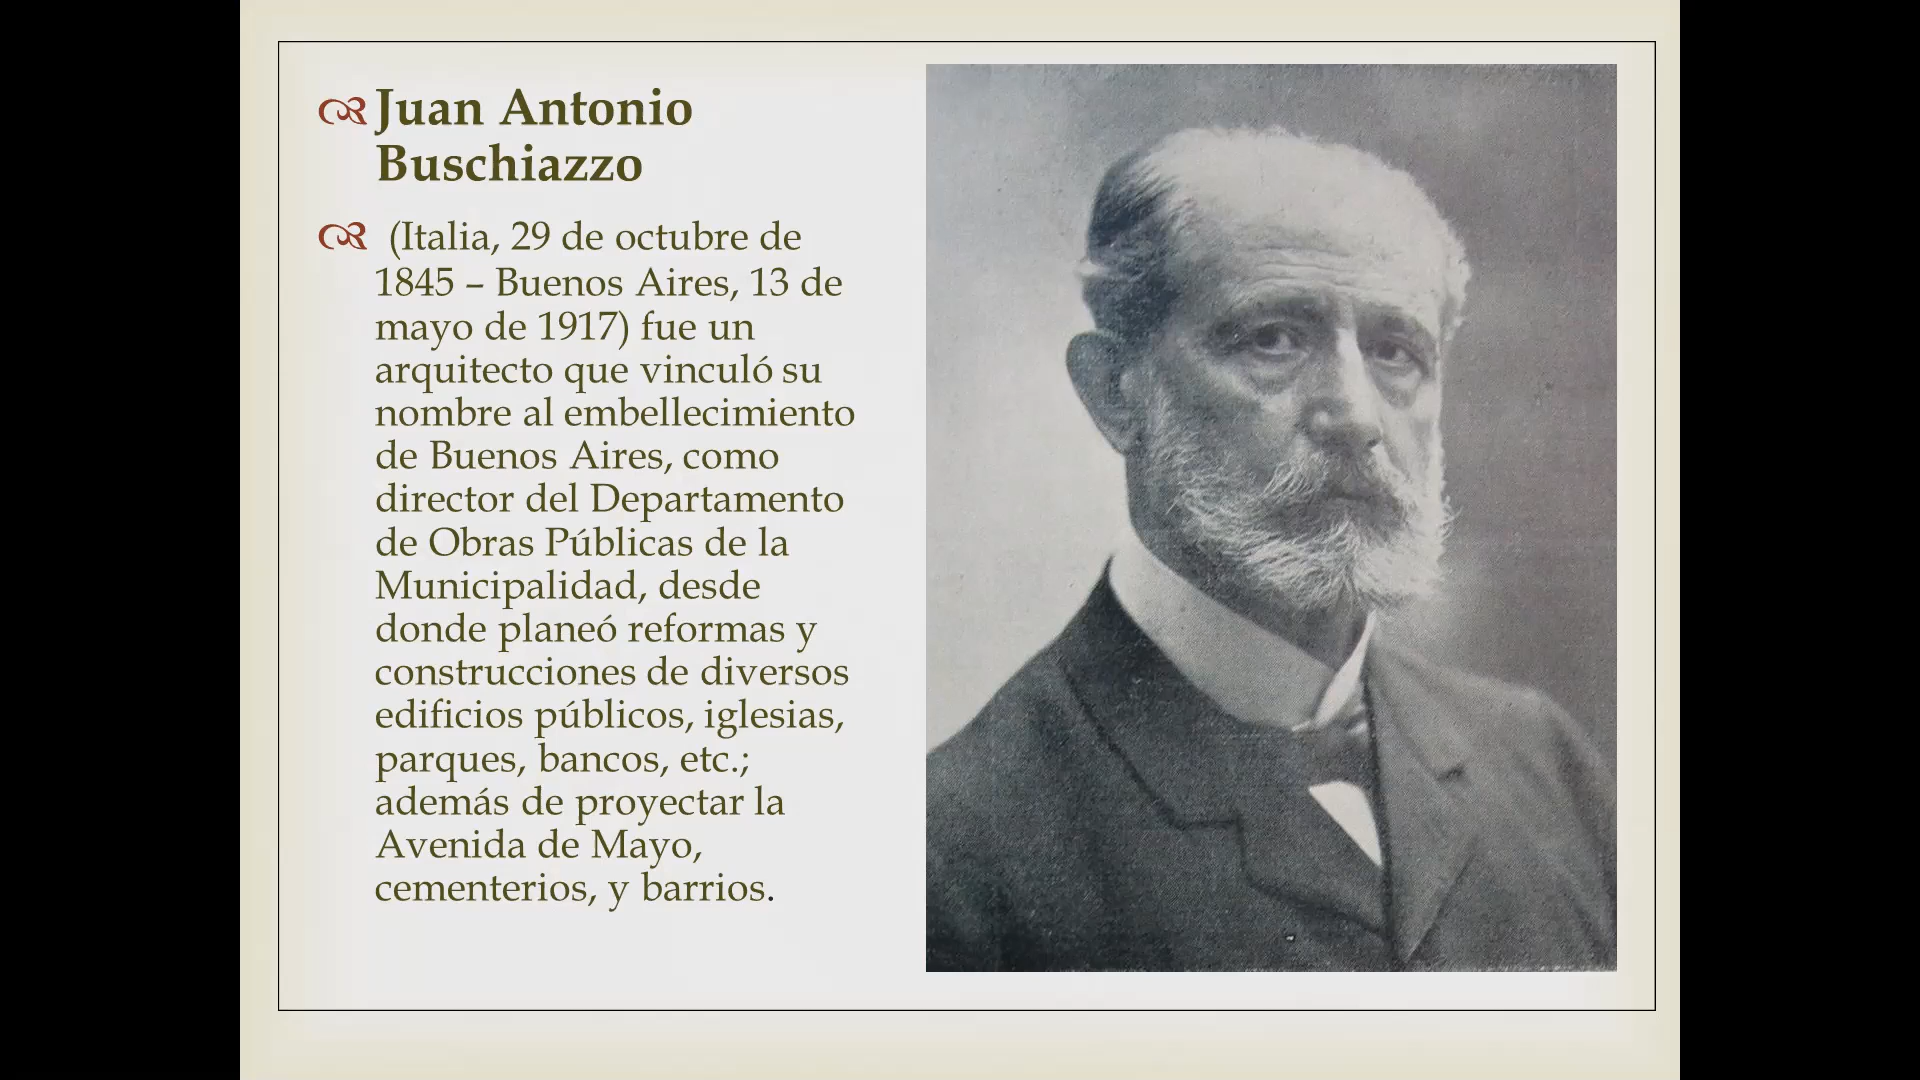 Juan Antonio
Buschiazzo
(Italia, 29 de octubre de
1845 – Buenos Aires, 13 de
mayo de 1917) fue un
arquitecto que vinculó su
nombre al embellecimiento
de Buenos Aires, como
director del Departamento
de Obras Públicas de la
Municipalidad, desde
donde planeó reformas y
construcciones de diversos
edificios públicos, iglesias,
parques, bancos, etc.;
además de proyectar la
Avenida de Mayo,
cementerios, y barrios.